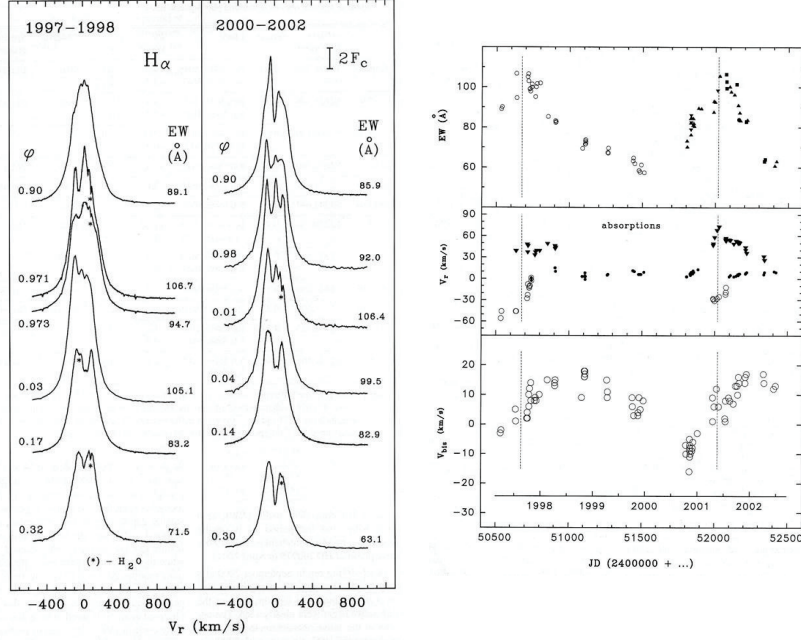 1997-1998
Hα
EW
(Å)
φ
0.90
89.1
*
*
0.971
106.7
0.973
94.7
0.03
105.1
*
0.17
83.2
*
0.32
71.5
(*) - H₂O
-400 0 400 800
2000-2002
2Fc
EW
(Å)
φ
0.90
85.9
0.98
92.0
0.01
106.4
*
0.04
99.5
0.14
82.9
*
0.30
63.1
-400 0 400 800
Vr (km/s)
EW (Å)
100
80
60
absorptions
Vr (km/s)
90
60
30
0
-30
-60
Vbis (km/s)
20
10
0
-10
-20
-30
1998 1999 2000 2001 2002
50500 51000 51500 52000 52500
JD (2400000 + ...)